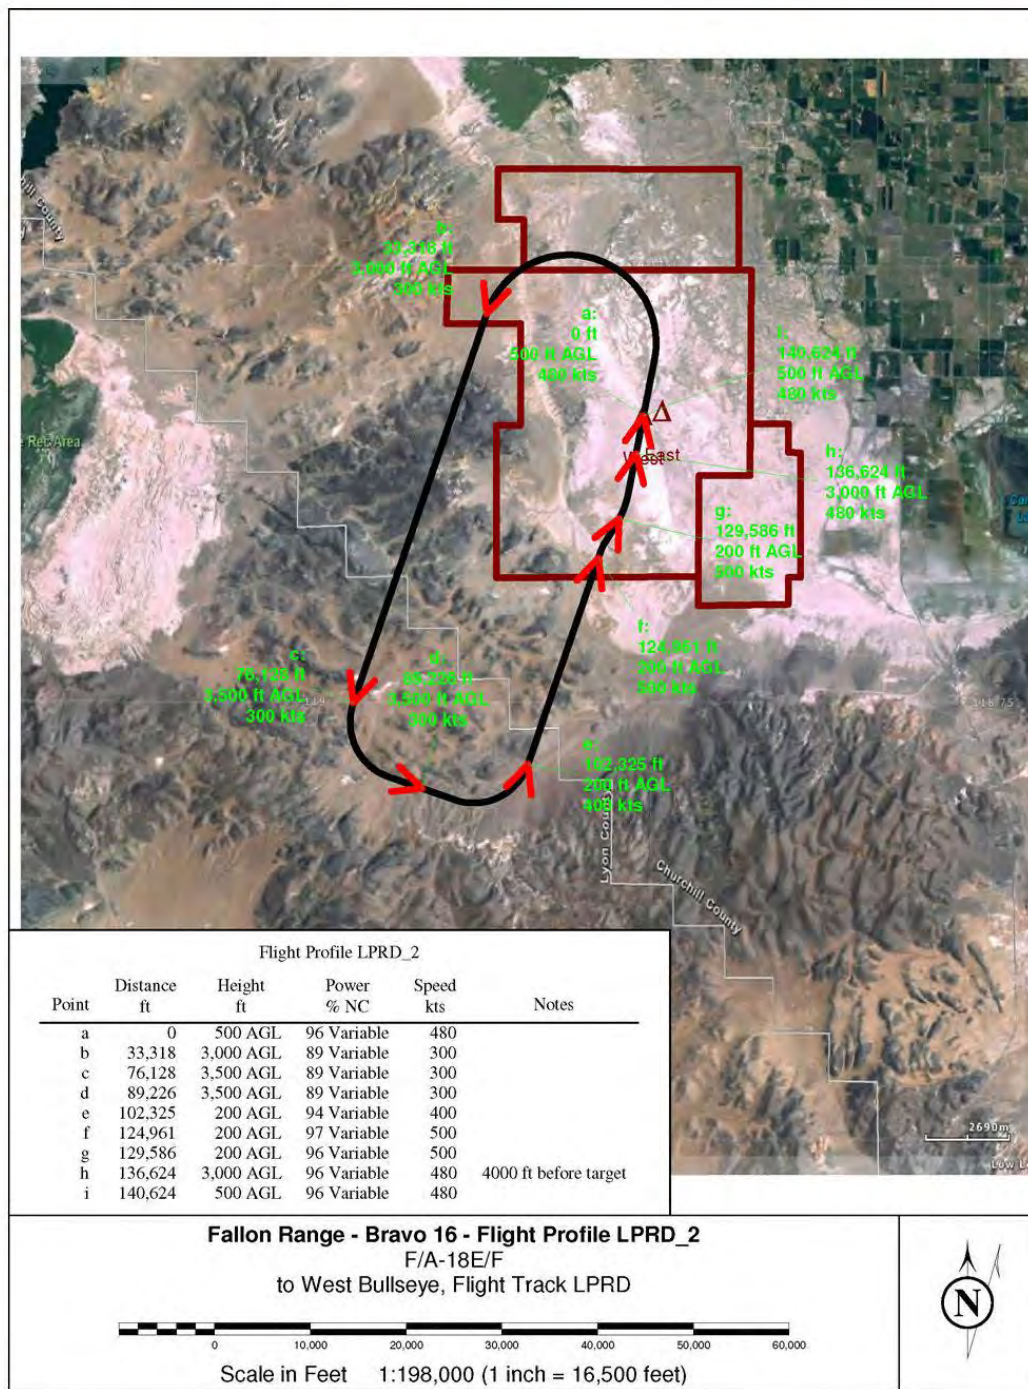 hill County
b:
33,318 ft
3,000 ft AGL
300 kts
a:
0 ft
500 ft AGL
480 kts
i:
140,624 ft
500 ft AGL
480 kts
e Rec Area
West
East
h:
136,624 ft
3,000 ft AGL
480 kts
g:
129,586 ft
200 ft AGL
500 kts
f:
124,961 ft
200 ft AGL
500 kts
c:
76,128 ft
3,500 ft AGL
300 kts
d:
89,226 ft
3,500 ft AGL
300 kts
119
118.75
e:
102,325 ft
200 ft AGL
400 kts
Lyon County
Churchill County
2690m
Flight Profile LPRD_2
Point Distance ft Height ft Power % NC Speed kts Notes
a 0 500 AGL 96 Variable 480
b 33,318 3,000 AGL 89 Variable 300
c 76,128 3,500 AGL 89 Variable 300
d 89,226 3,500 AGL 89 Variable 300
e 102,325 200 AGL 94 Variable 400
f 124,961 200 AGL 97 Variable 500
g 129,586 200 AGL 96 Variable 500
h 136,624 3,000 AGL 96 Variable 480 4000 ft before target
i 140,624 500 AGL 96 Variable 480
Fallon Range - Bravo 16 - Flight Profile LPRD_2
F/A-18E/F
to West Bullseye, Flight Track LPRD
0 10,000 20,000 30,000 40,000 50,000 60,000
Scale in Feet 1:198,000 (1 inch = 16,500 feet)
N